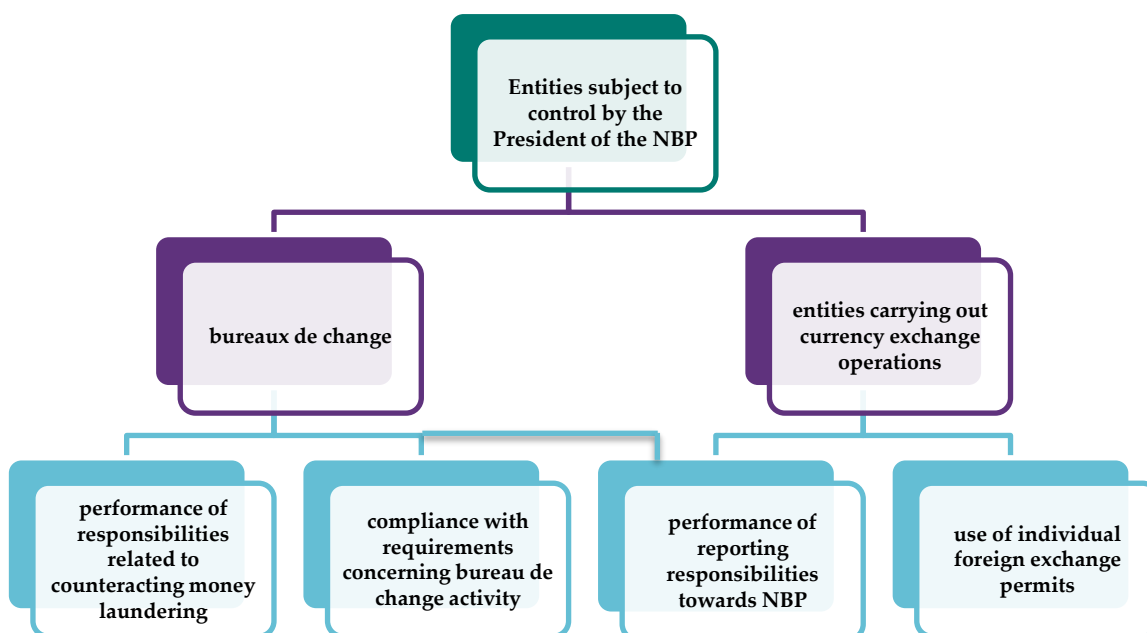 Entities subject to
control by the
President of the NBP
bureaux de change
entities carrying out
currency exchange
operations
performance of
responsibilities
related to
counteracting money
laundering
compliance with
requirements
concerning bureau de
change activity
performance of
reporting
responsibilities
towards NBP
use of individual
foreign exchange
permits